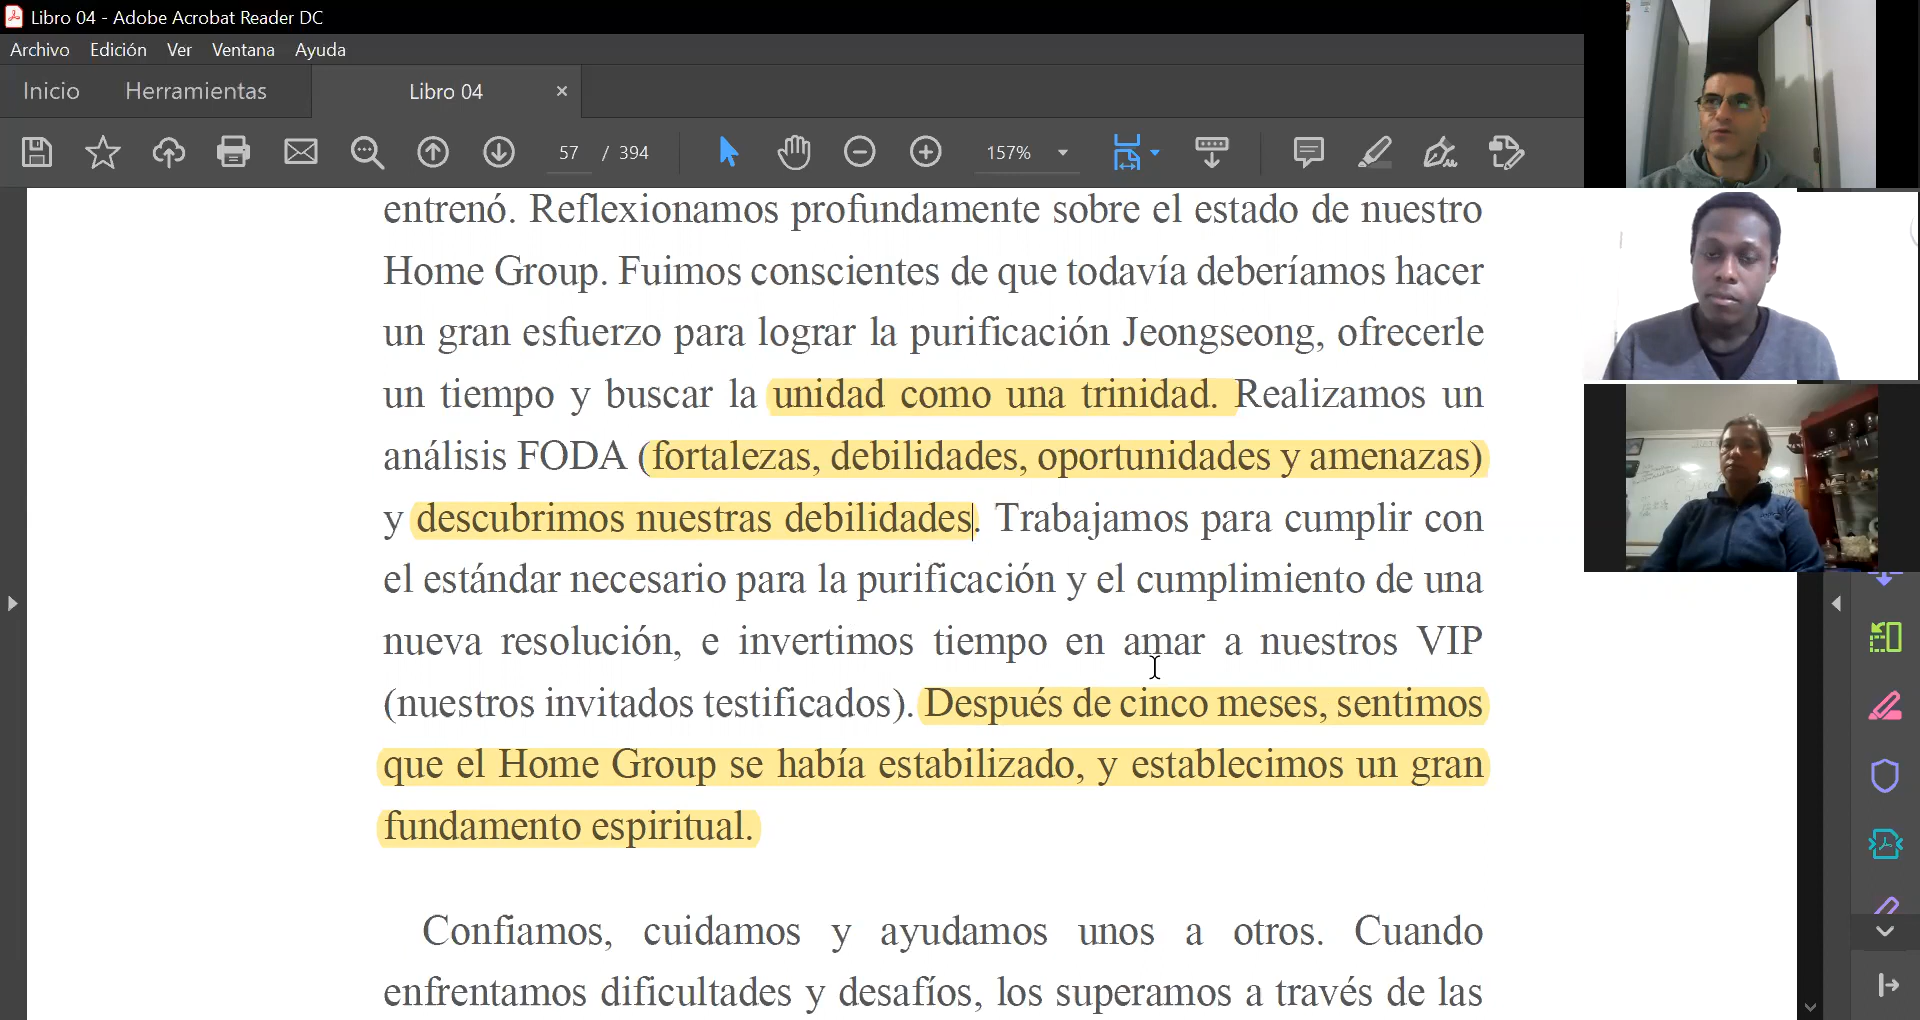 Libro 04 - Adobe Acrobat Reader DC
Archivo Edición Ver Ventana Ayuda
Inicio Herramientas Libro 04 ×
57 / 394 157%
entrenó. Reflexionamos profundamente sobre el estado de nuestro
Home Group. Fuimos conscientes de que todavía deberíamos hacer
un gran esfuerzo para lograr la purificación Jeongseong, ofrecerle
un tiempo y buscar la unidad como una trinidad. Realizamos un
análisis FODA (fortalezas, debilidades, oportunidades y amenazas)
y descubrimos nuestras debilidades. Trabajamos para cumplir con
el estándar necesario para la purificación y el cumplimiento de una
nueva resolución, e invertimos tiempo en amar a nuestros VIP
(nuestros invitados testificados). Después de cinco meses, sentimos
que el Home Group se había estabilizado, y establecimos un gran
fundamento espiritual.
Confiamos, cuidamos y ayudamos unos a otros. Cuando
enfrentamos dificultades y desafíos, los superamos a través de las